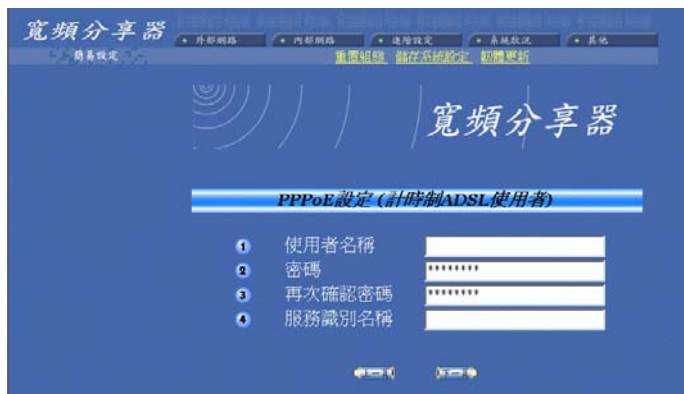 寬頻分享器
外部網路 內部網路 進階設定 系統狀況 其他
簡易設定 重置組態 儲存系統設定 韌體更新
寬頻分享器
PPPoE設定 (計時制ADSL使用者)
1 使用者名稱
2 密碼 ********
3 再次確認密碼 ********
4 服務識別名稱